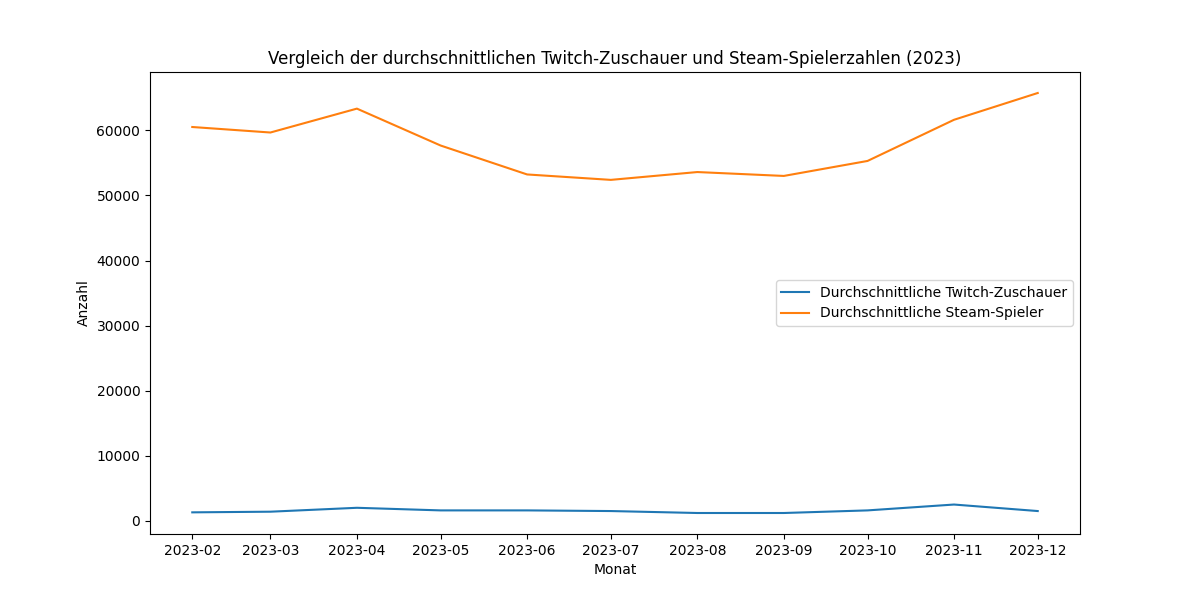 Vergleich der durchschnittlichen Twitch-Zuschauer und Steam-Spielerzahlen (2023)
60000
50000
40000
30000
20000
10000
0
Anzahl
Durchschnittliche Twitch-Zuschauer
Durchschnittliche Steam-Spieler
2023-02 2023-03 2023-04 2023-05 2023-06 2023-07 2023-08 2023-09 2023-10 2023-11 2023-12
Monat